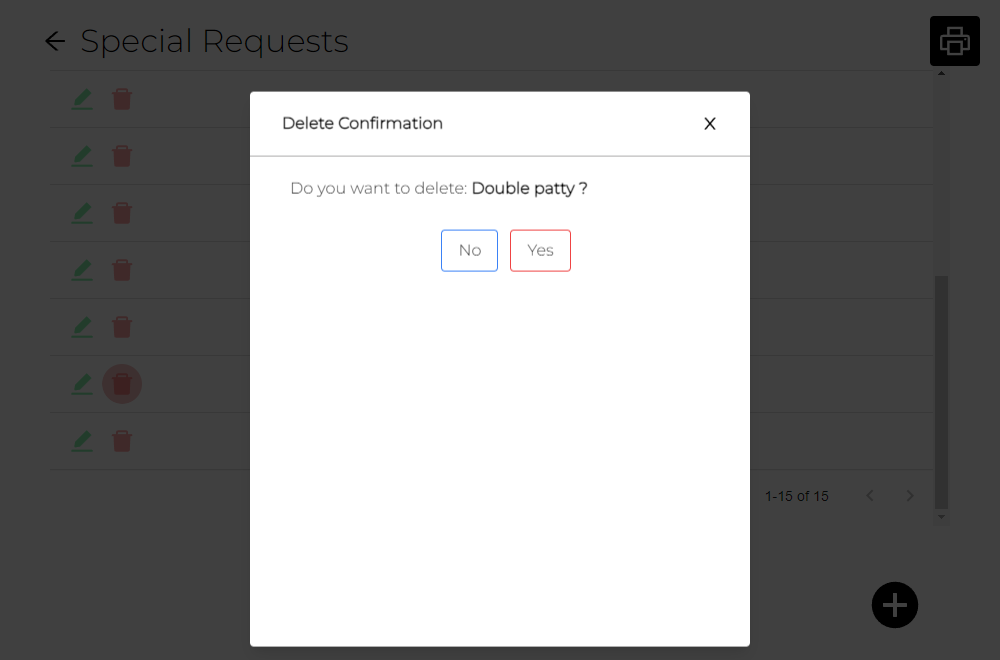 Special Requests
Delete Confirmation
X
Do you want to delete: Double patty ?
No
Yes
1-15 of 15